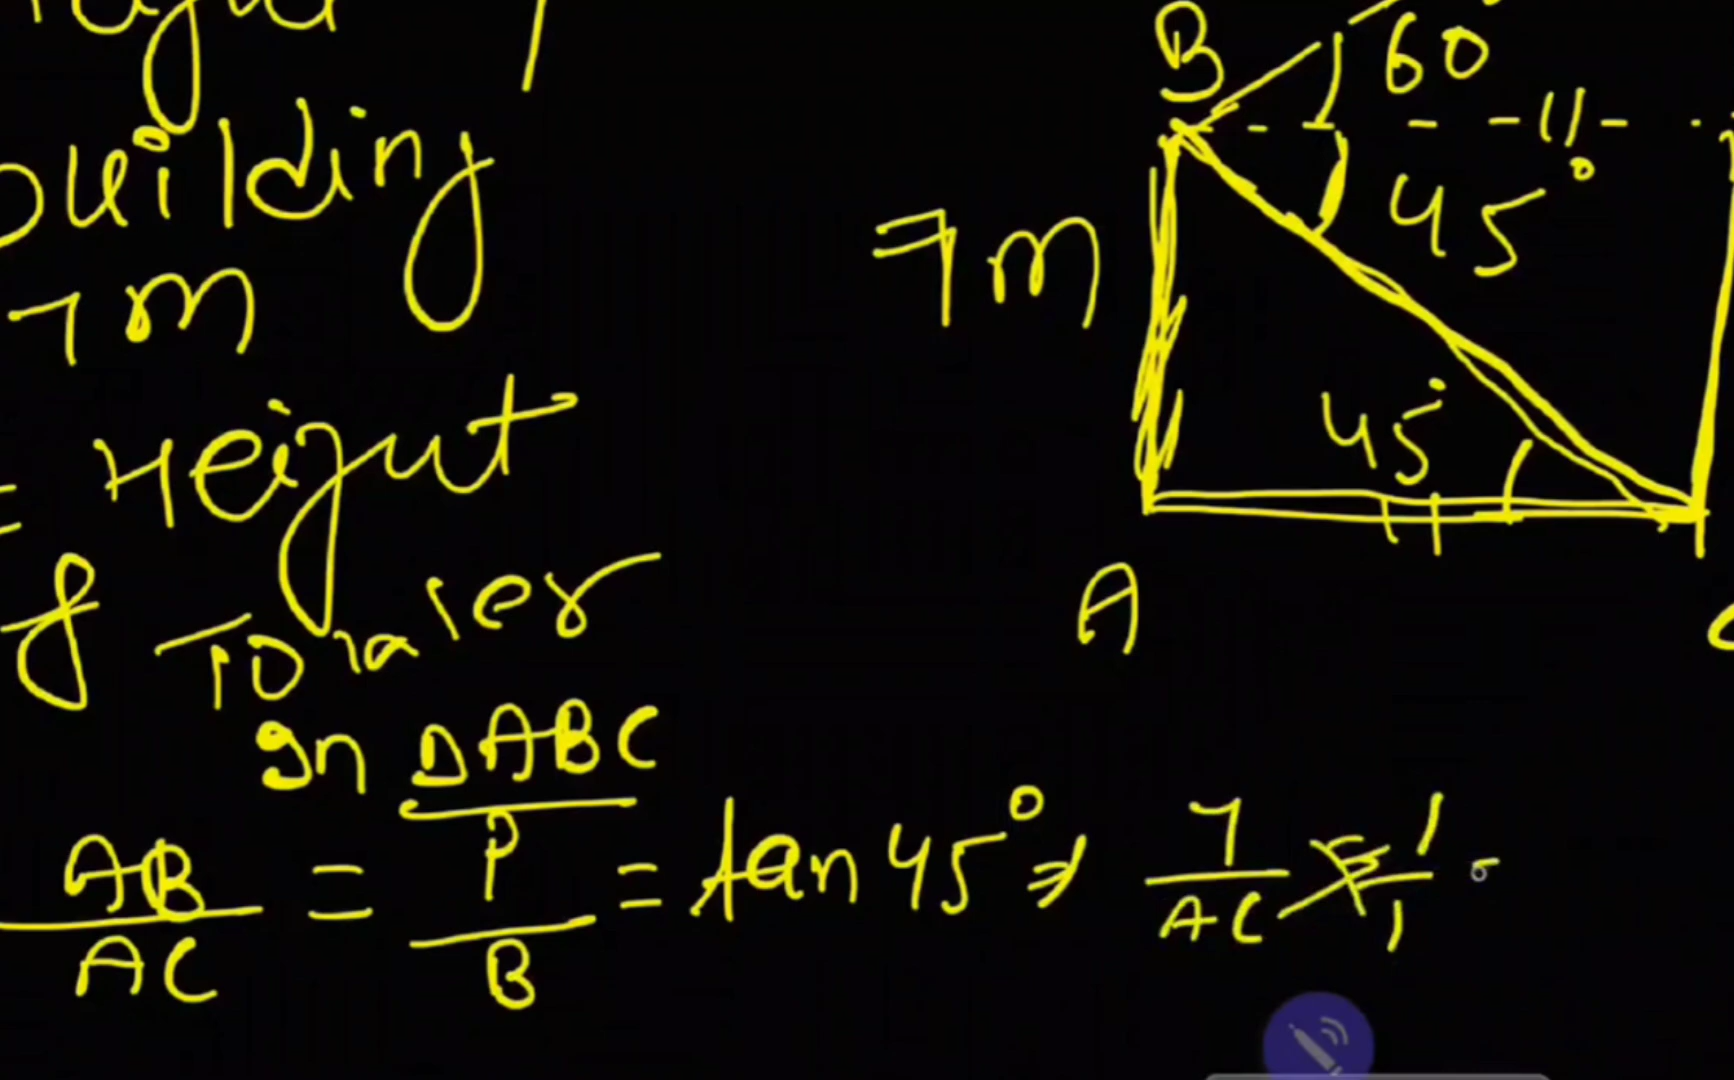 building
7m
= Height
of Tower
In ΔABC
AB/AC = P/B = tan 45° ⇒ 7/AC = 1/1
B
60°
45°
7m
45°
A